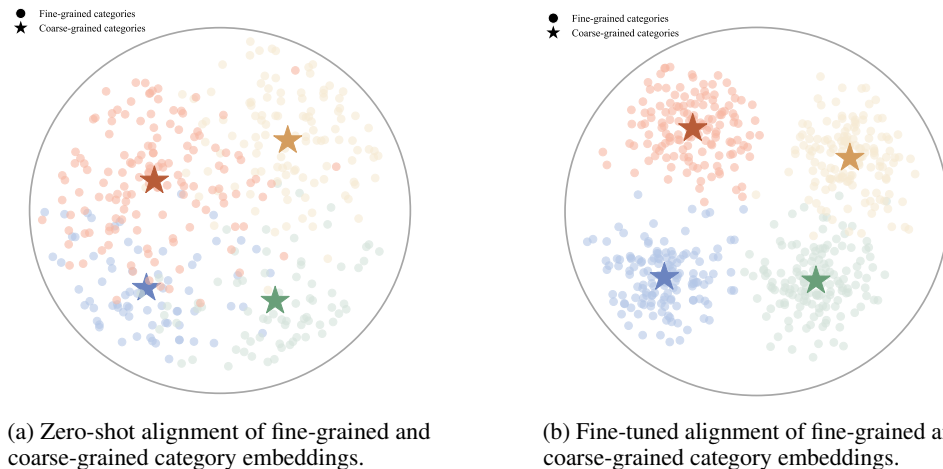 Fine-grained categories
Coarse-grained categories
Fine-grained categories
Coarse-grained categories
(a) Zero-shot alignment of fine-grained and
coarse-grained category embeddings.
(b) Fine-tuned alignment of fine-grained a
coarse-grained category embeddings.